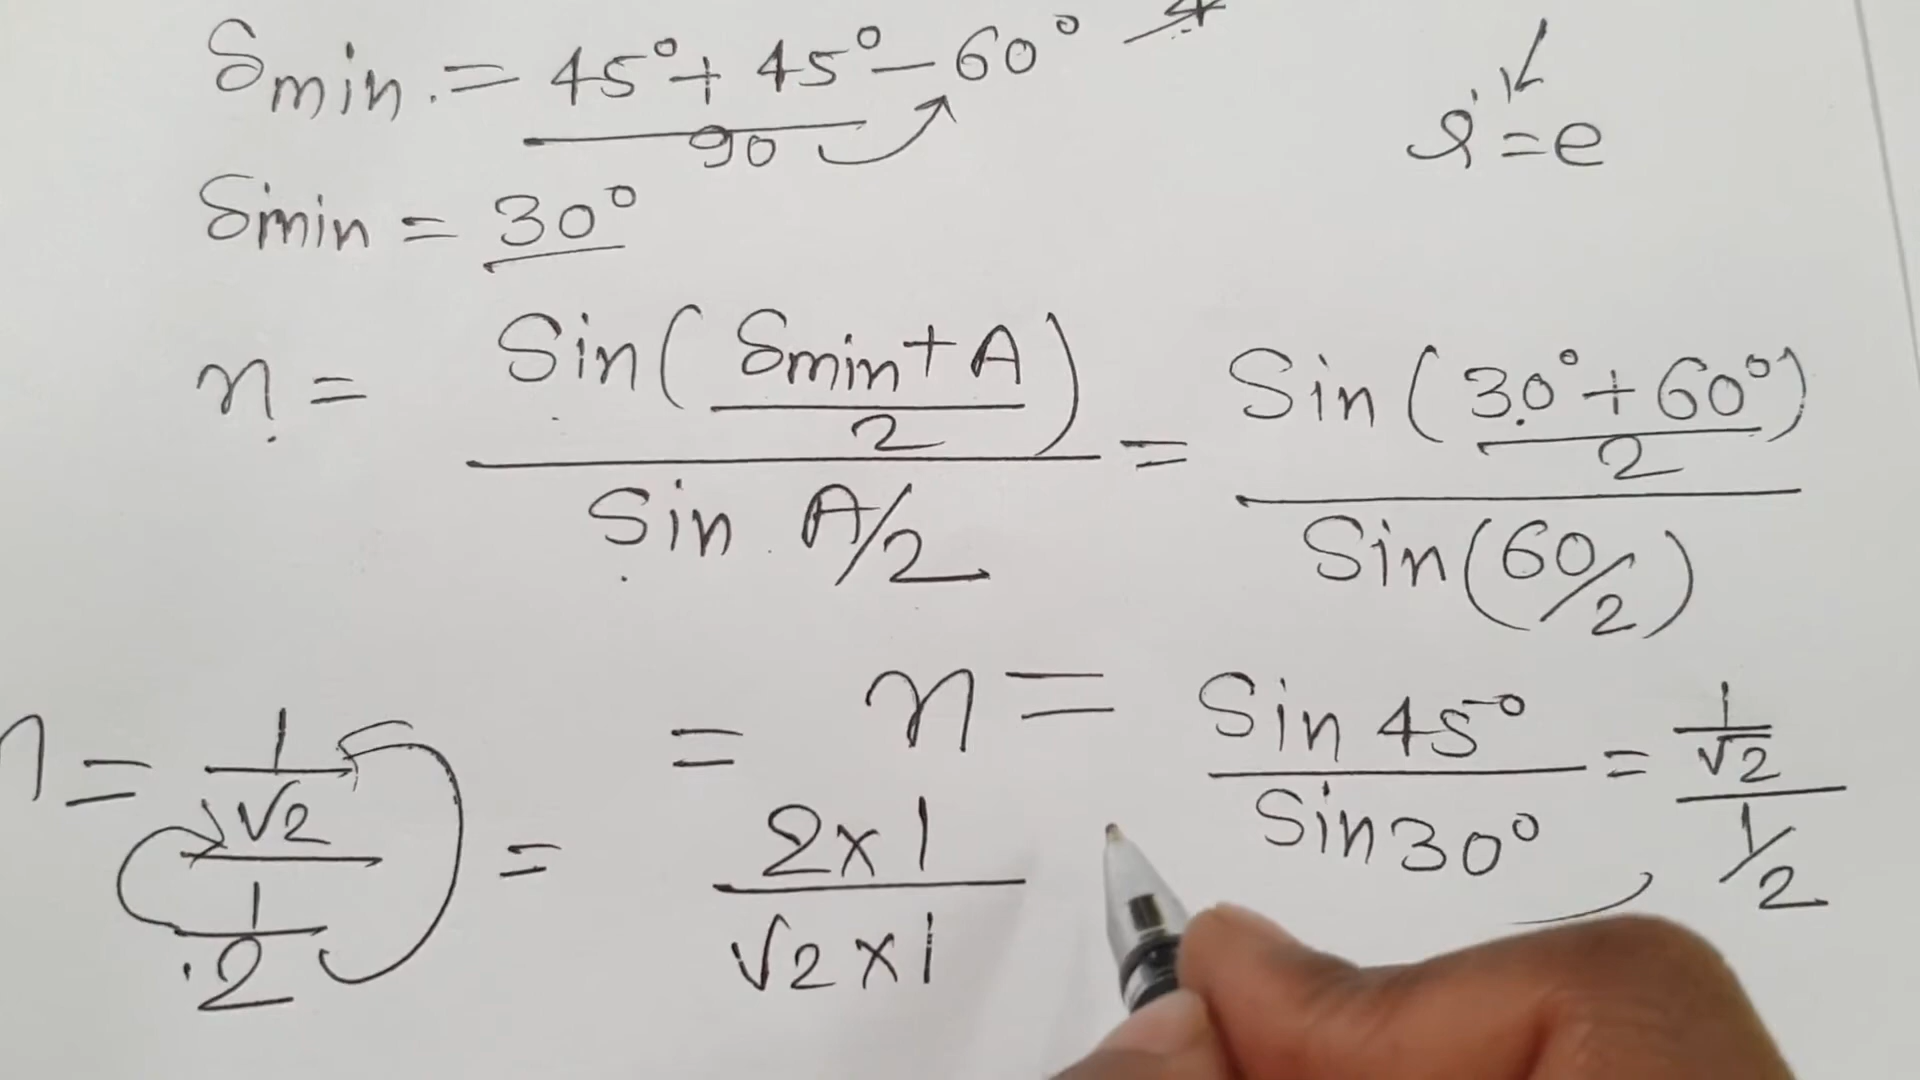 δmin. = 45° + 45° – 60°
90
i = e
δmin = 30°
n = Sin( δmin + A / 2 ) / Sin A/2 = Sin ( 30° + 60° / 2 ) / Sin(60/2)
= n = Sin 45° / Sin 30° = 1/√2 / 1/2
n = 1/√2 / 1/2 = 2 x 1 / √2 x 1